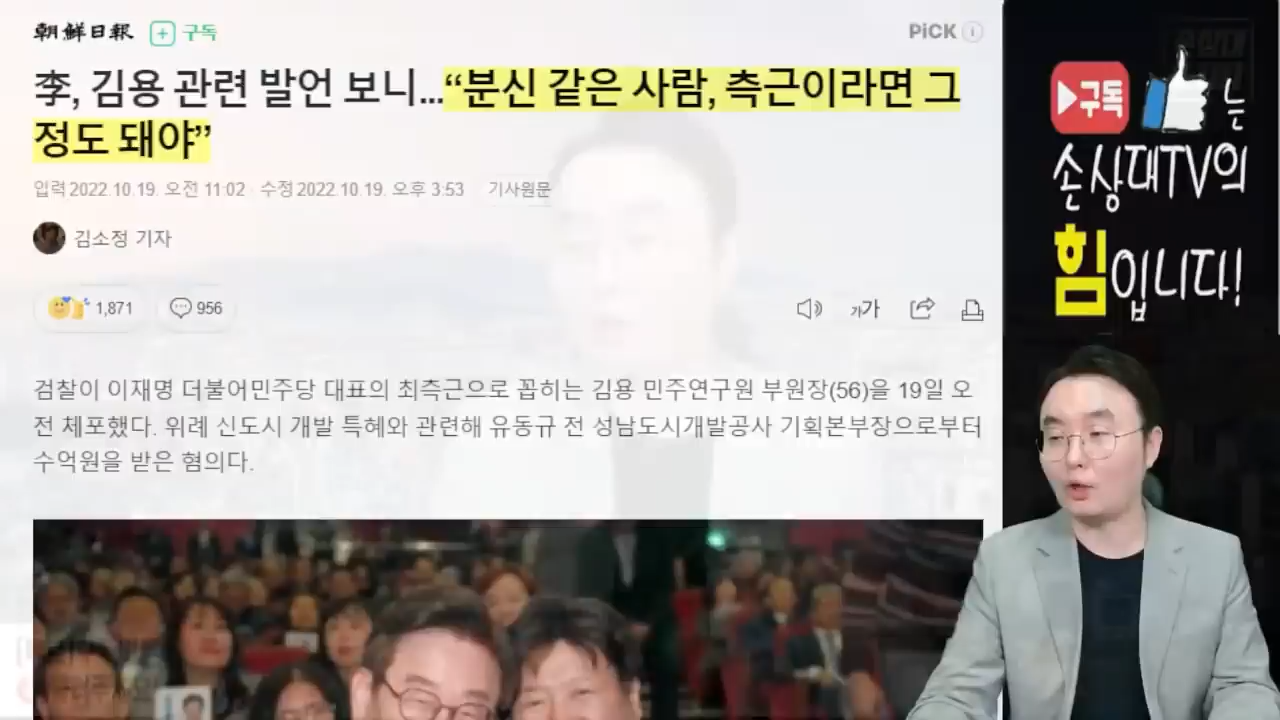 朝鮮日報 구독
PiCK
李, 김용 관련 발언 보니…“분신 같은 사람, 측근이라면 그
정도 돼야”
입력 2022.10.19. 오전 11:02 · 수정 2022.10.19. 오후 3:53 기사원문
김소정 기자
1,871 956
가가
검찰이 이재명 더불어민주당 대표의 최측근으로 꼽히는 김용 민주연구원 부원장(56)을 19일 오
전 체포했다. 위례 신도시 개발 특혜와 관련해 유동규 전 성남도시개발공사 기획본부장으로부터
수억원을 받은 혐의다.
구독 는
손상대TV의
힘입니다!